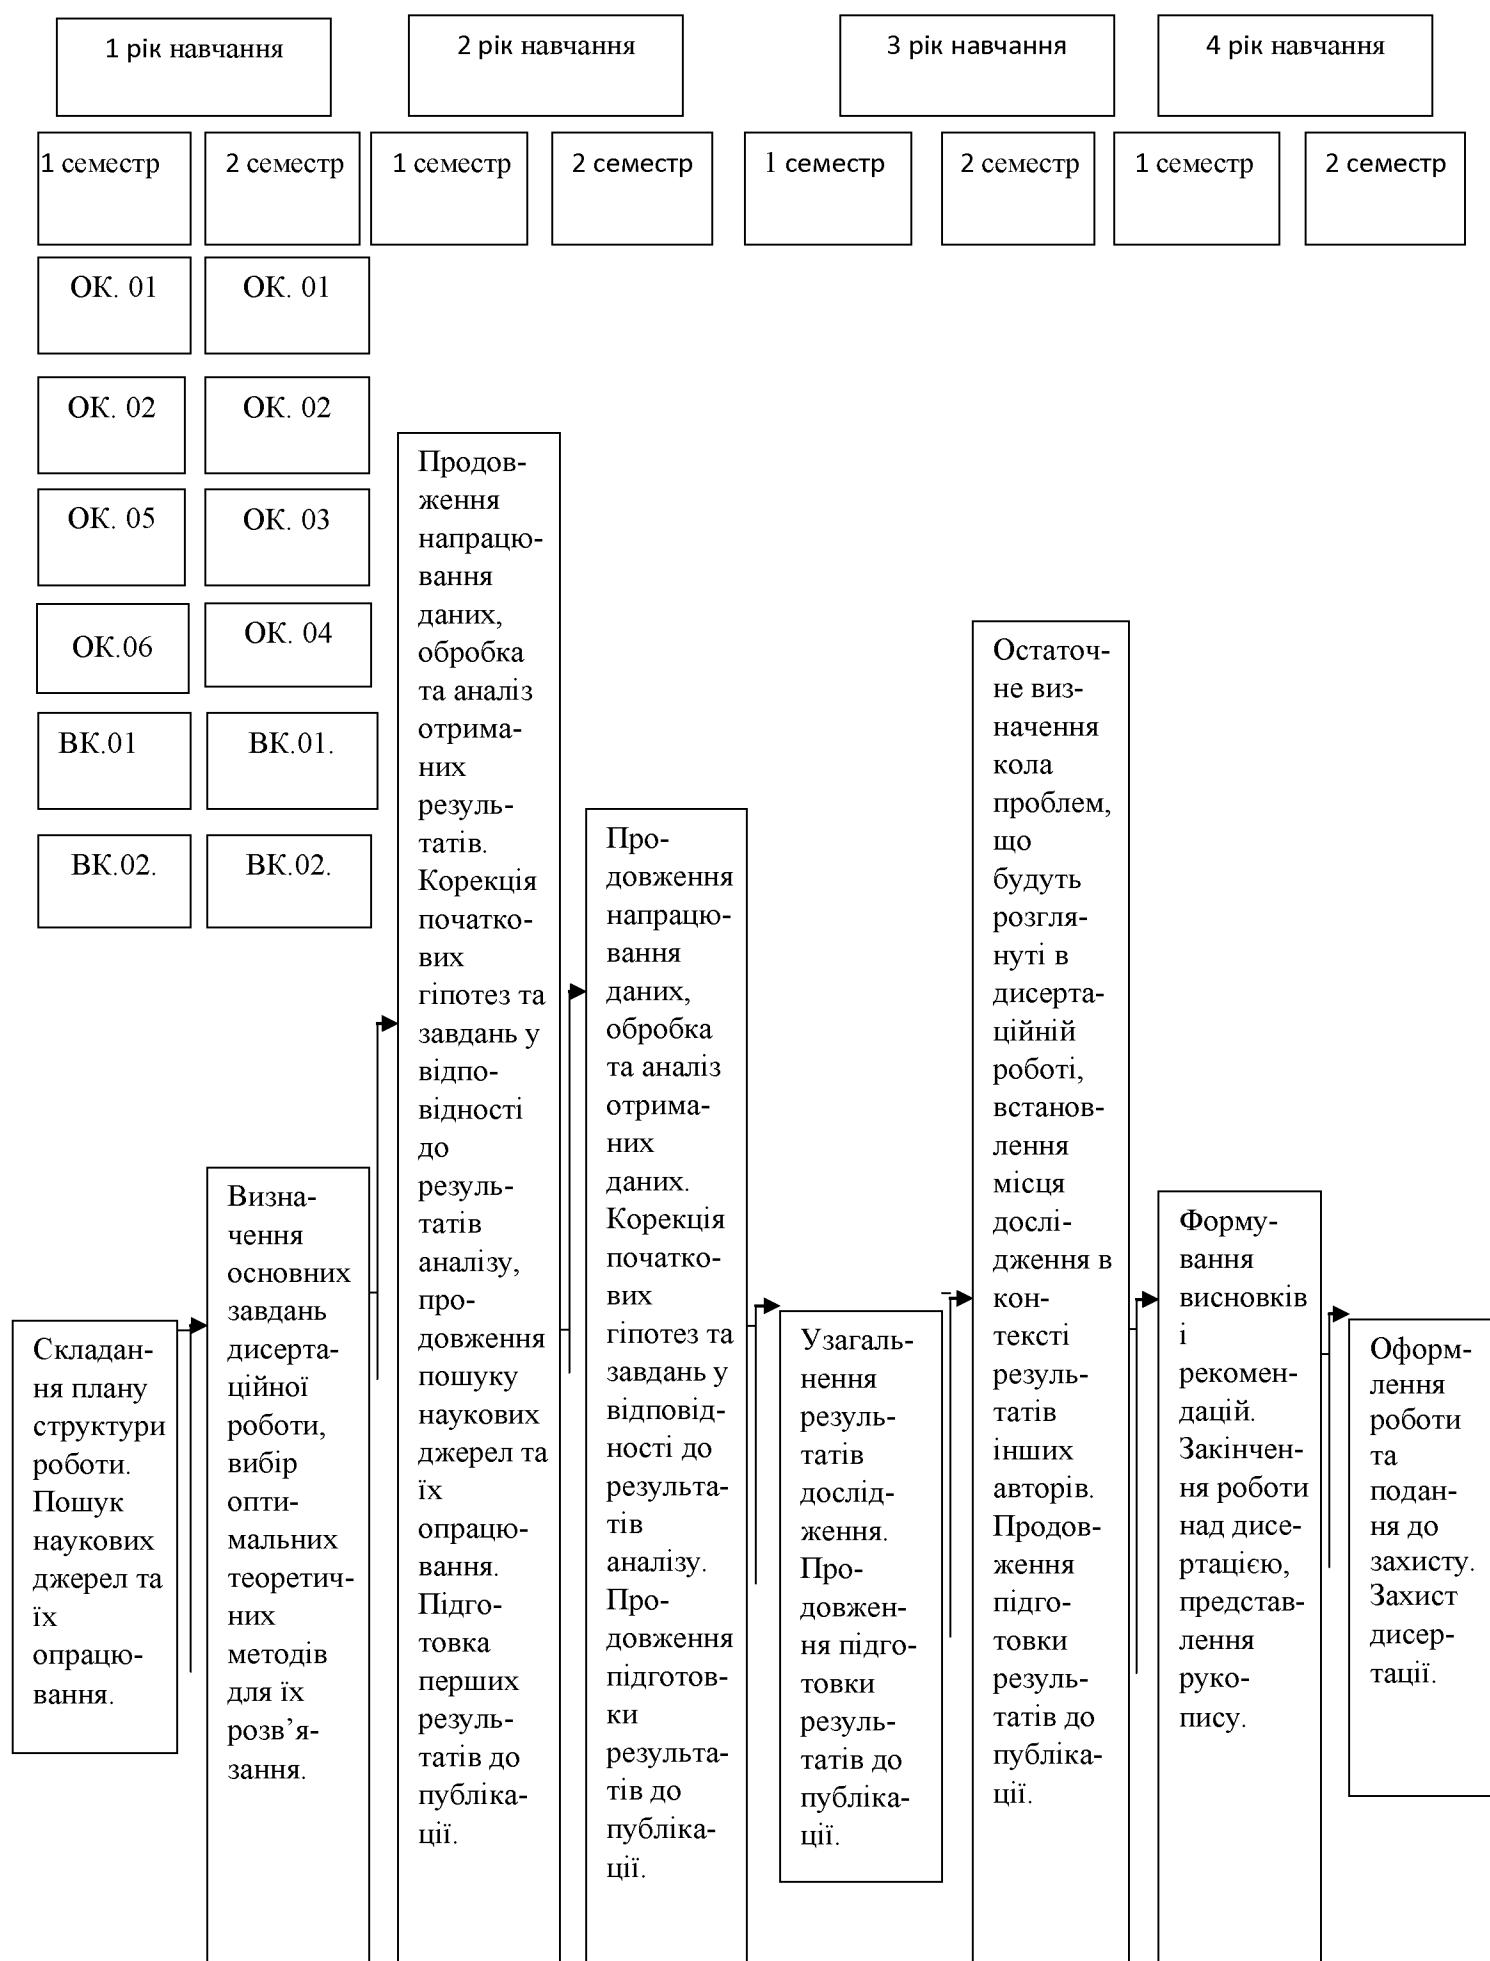 1 рік навчання
2 рік навчання
3 рік навчання
4 рік навчання
1 семестр
2 семестр
1 семестр
2 семестр
1 семестр
2 семестр
1 семестр
2 семестр
ОК. 01
ОК. 01
ОК. 02
ОК. 02
ОК. 05
ОК. 03
ОК.06
ОК. 04
ВК.01
ВК.01.
ВК.02.
ВК.02.
Складан-
ня плану
структури
роботи.
Пошук
наукових
джерел та
їх
опрацю-
вання.
Визна-
чення
основних
завдань
дисерта-
ційної
роботи,
вибір
опти-
мальних
теоретич-
них
методів
для їх
розв’я-
зання.
Продов-
ження
напрацю-
вання
даних,
обробка
та аналіз
отрима-
них
резуль-
татів.
Корекція
початко-
вих
гіпотез та
завдань у
відпо-
відності
до
резуль-
татів
аналізу,
про-
довження
пошуку
наукових
джерел та
їх
опрацю-
вання.
Підго-
товка
перших
резуль-
татів до
публіка-
ції.
Про-
довження
напрацю-
вання
даних,
обробка
та аналіз
отрима-
них
даних.
Корекція
початко-
вих
гіпотез та
завдань у
відповід-
ності до
результа-
тів
аналізу.
Про-
довження
підготов-
ки
результа-
тів до
публіка-
ції.
Узагаль-
нення
резуль-
татів
дослід-
ження.
Про-
довжен-
ня підго-
товки
резуль-
татів до
публіка-
ції.
Остаточ-
не виз-
начення
кола
проблем,
що
будуть
розгля-
нуті в
дисерта-
ційній
роботі,
встанов-
лення
місця
дослі-
дження в
кон-
тексті
резуль-
татів
інших
авторів.
Продов-
ження
підго-
товки
резуль-
татів до
публіка-
ції.
Форму-
вання
висновків
і
рекомен-
дацій.
Закінчен-
ня роботи
над дисе-
ртацією,
представ-
лення
руко-
пису.
Оформ-
лення
роботи
та
подан-
ня до
захисту.
Захист
дисер-
тації.